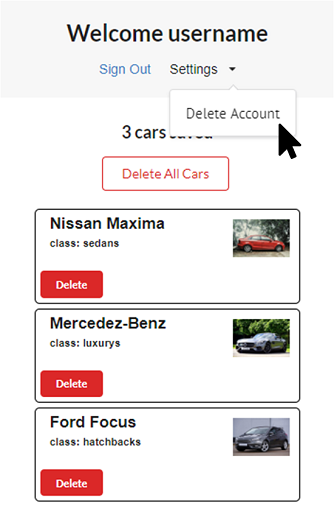 Welcome username
Sign Out Settings
Delete Account
3 cars saved
Delete All Cars
Nissan Maxima
class: sedans
Delete
Mercedez-Benz
class: luxurys
Delete
Ford Focus
class: hatchbacks
Delete